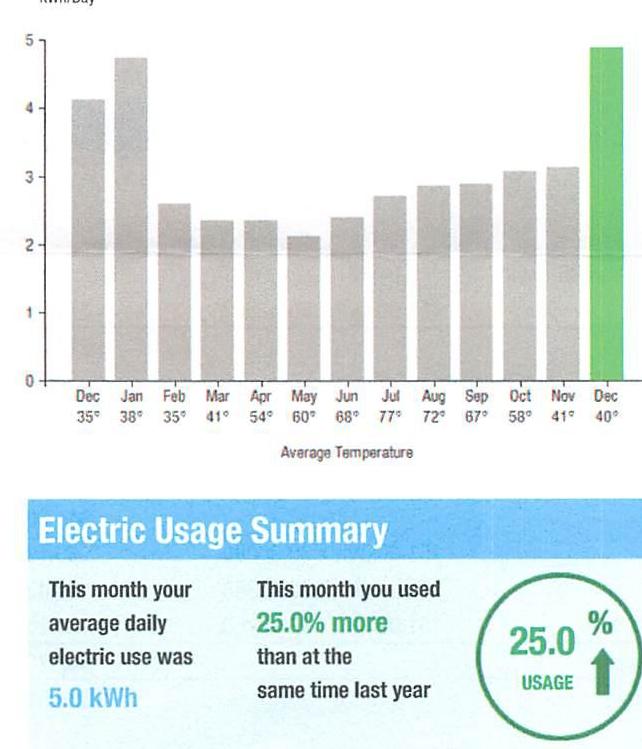 kWh/Day
5
4
3
2
1
0
Dec Jan Feb Mar Apr May Jun Jul Aug Sep Oct Nov Dec
35° 38° 35° 41° 54° 60° 68° 77° 72° 67° 58° 41° 40°
Average Temperature
Electric Usage Summary
This month your
average daily
electric use was
5.0 kWh
This month you used
25.0% more
than at the
same time last year
25.0 %
USAGE